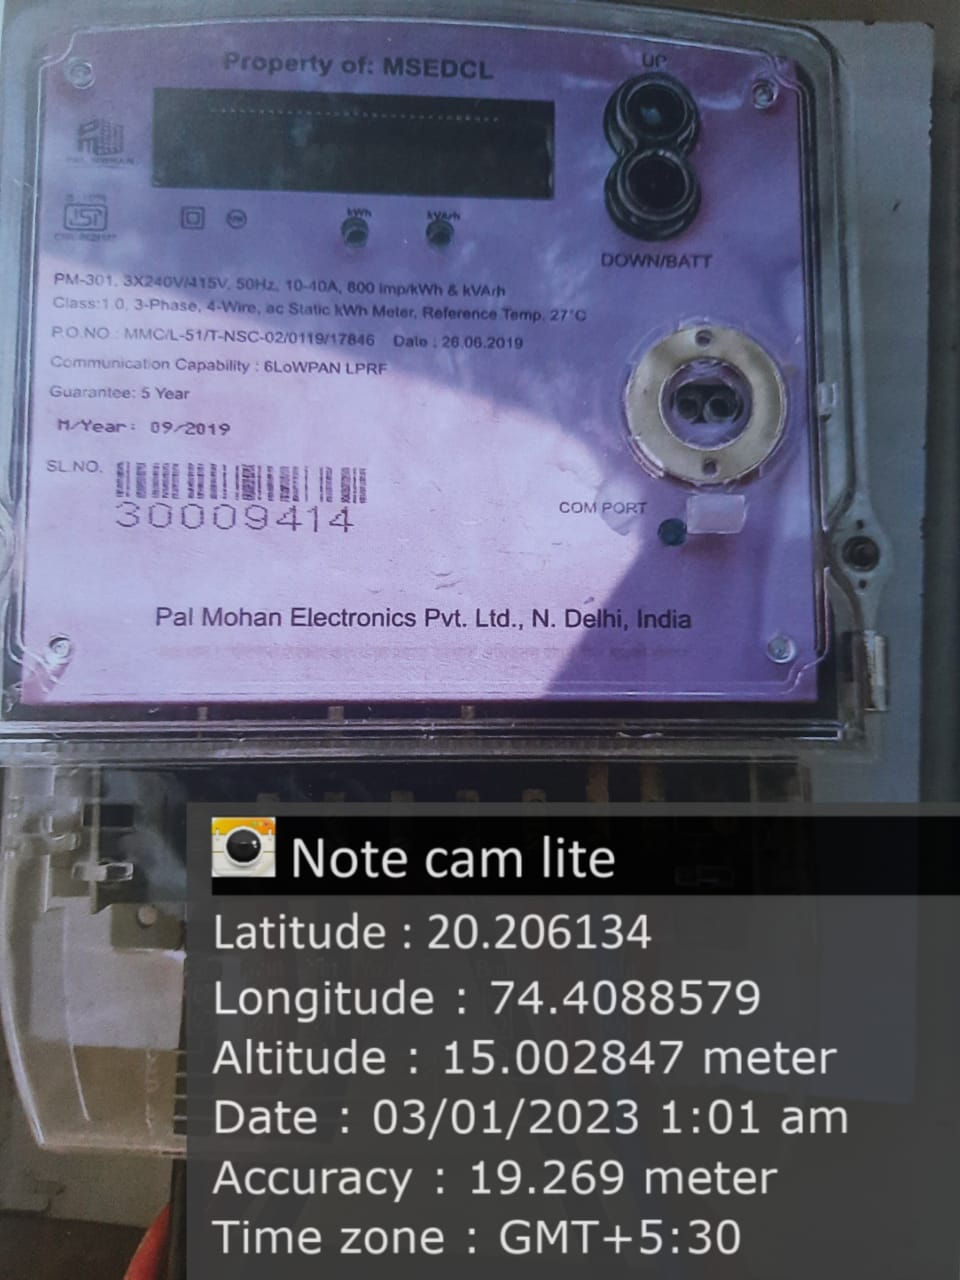 Property of: MSEDCL
UP
PAL MOHAN
ISI
kWh
kVArh
DOWN/BATT
PM-301, 3X240V/415V, 50Hz, 10-40A, 800 Imp/kWh & kVArh
Class:1.0, 3-Phase, 4-Wire, ac Static kWh Meter, Reference Temp. 27°C
P.O.NO : MMC/L-51/T-NSC-02/0119/17846 Date : 26.06.2019
Communication Capability : 6LoWPAN LPRF
Guarantee: 5 Year
M/Year: 09/2019
SL.NO.
30009414
COM PORT
Pal Mohan Electronics Pvt. Ltd., N. Delhi, India
Note cam lite
Latitude : 20.206134
Longitude : 74.4088579
Altitude : 15.002847 meter
Date : 03/01/2023 1:01 am
Accuracy : 19.269 meter
Time zone : GMT+5:30